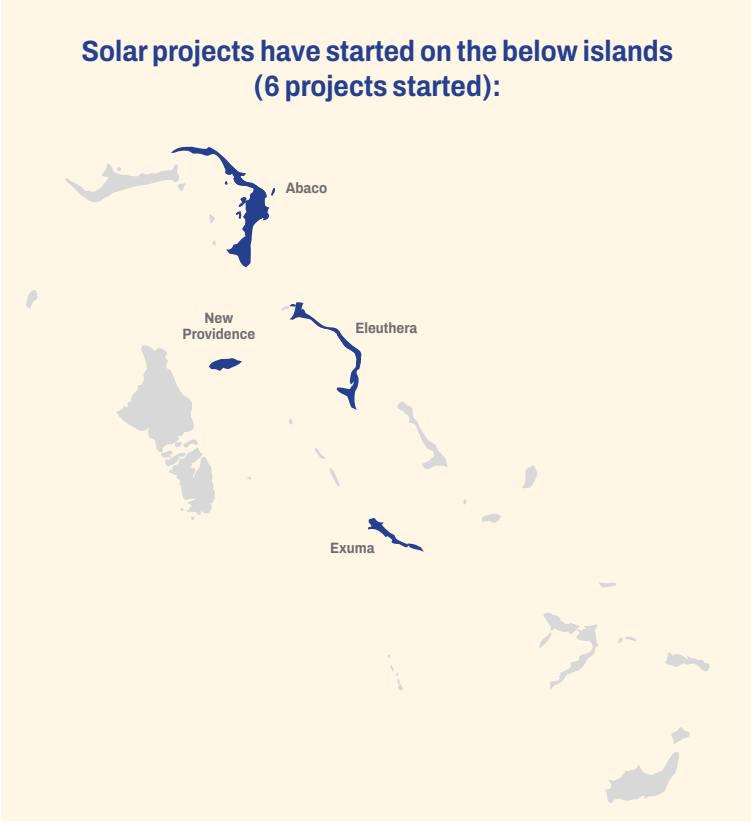 Solar projects have started on the below islands
(6 projects started):
Abaco
New
Providence
Eleuthera
Exuma